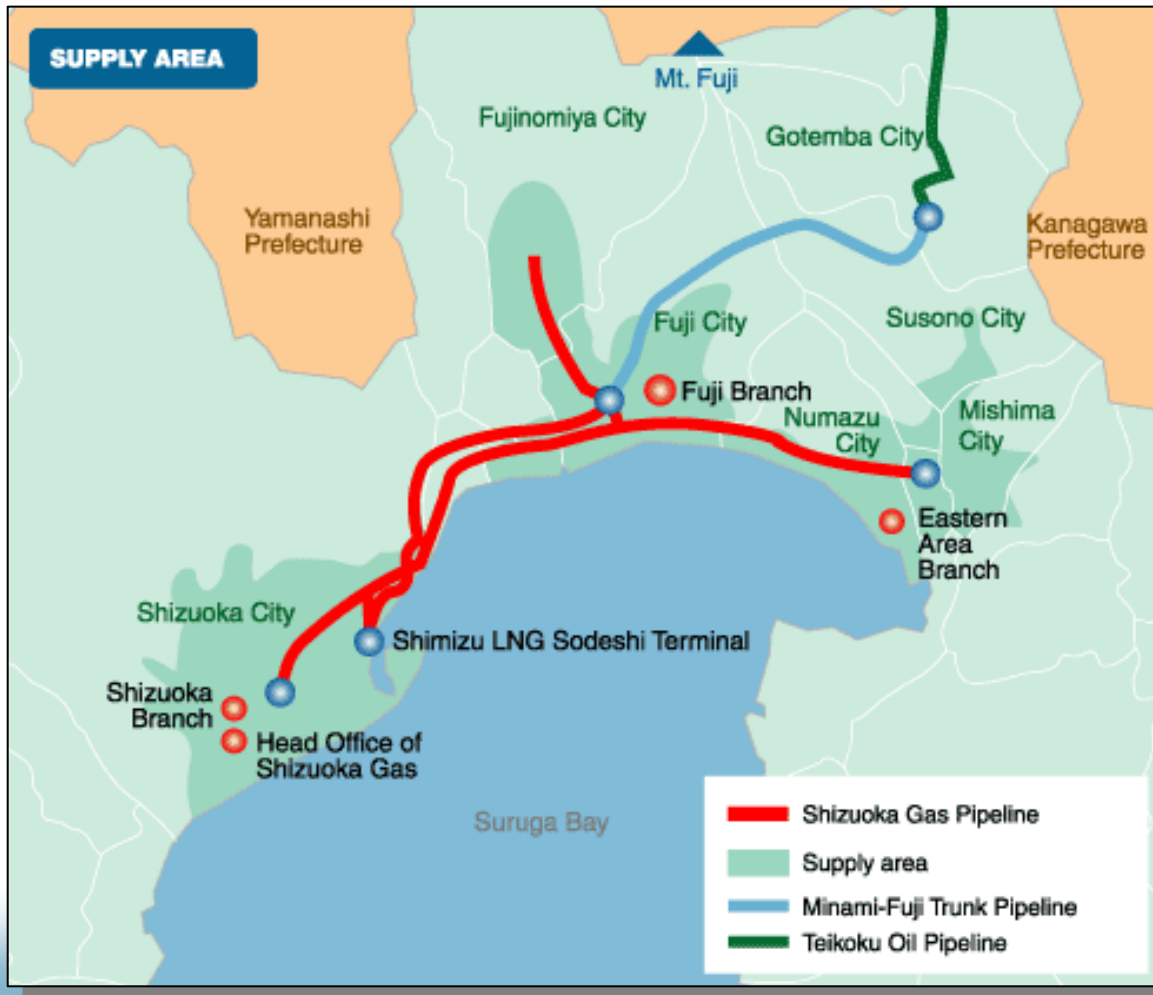 SUPPLY AREA
Mt. Fuji
Fujinomiya City
Gotemba City
Yamanashi
Prefecture
Kanagawa
Prefecture
Fuji City
Susono City
Fuji Branch
Numazu
City
Mishima
City
Eastern
Area
Branch
Shizuoka City
Shimizu LNG Sodeshi Terminal
Shizuoka
Branch
Head Office of
Shizuoka Gas
Suruga Bay
Shizuoka Gas Pipeline
Supply area
Minami-Fuji Trunk Pipeline
Teikoku Oil Pipeline